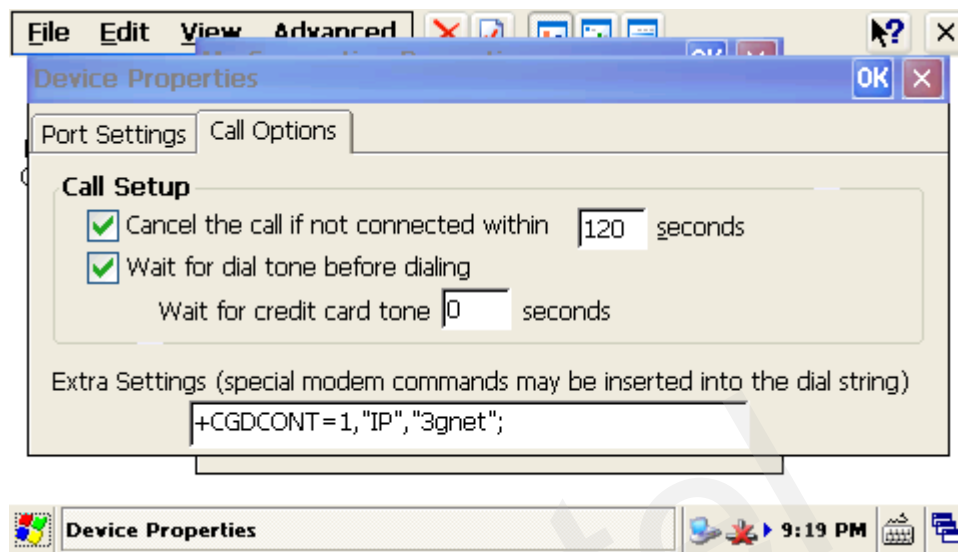 File Edit View Advanced
Device Properties OK
Port Settings Call Options
Call Setup
Cancel the call if not connected within 120 seconds
Wait for dial tone before dialing
Wait for credit card tone 0 seconds
Extra Settings (special modem commands may be inserted into the dial string)
+CGDCONT=1,"IP","3gnet";
Device Properties 9:19 PM